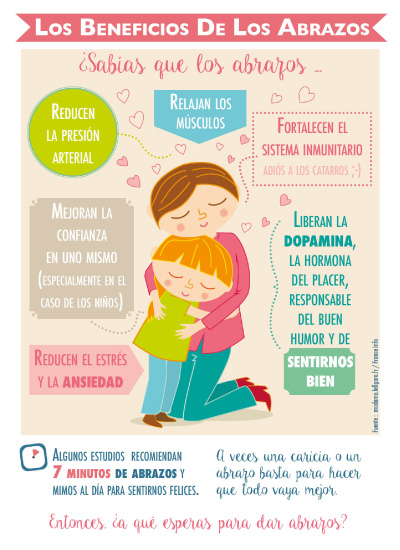 LOS BENEFICIOS DE LOS ABRAZOS
¿Sabías que los abrazos ...
REDUCEN
LA PRESIÓN
ARTERIAL
RELAJAN LOS
MÚSCULOS
FORTALECEN EL
SISTEMA INMUNITARIO
ADIÓS A LOS CATARROS ;-)
MEJORAN LA
CONFIANZA
EN UNO MISMO
(ESPECIALMENTE EN EL
CASO DE LOS NIÑOS)
LIBERAN LA
DOPAMINA,
LA HORMONA
DEL PLACER,
RESPONSABLE
DEL BUEN
HUMOR Y DE
SENTIRNOS
BIEN
REDUCEN EL ESTRÉS
Y LA ANSIEDAD
Fuente: madame.lefigaro.fr / France info
ALGUNOS ESTUDIOS RECOMIENDAN
7 MINUTOS DE ABRAZOS Y
MIMOS AL DÍA PARA SENTIRNOS FELICES.
A veces una caricia o un
abrazo basta para hacer
que todo vaya mejor.
Entonces, ¿a qué esperas para dar abrazos?